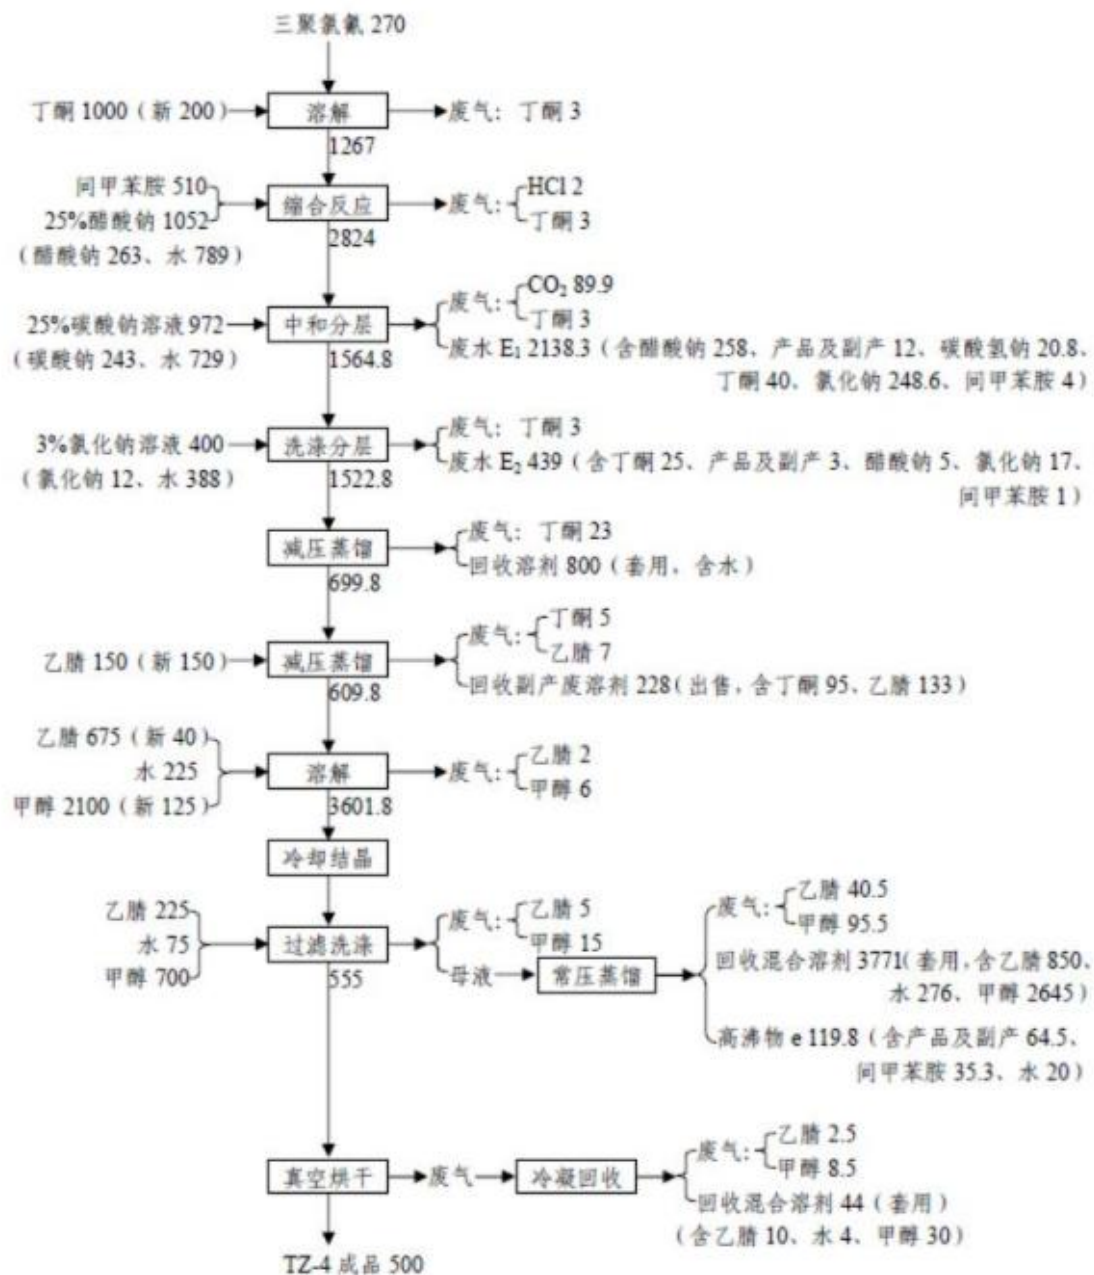 三聚氯氰 270
丁酮 1000（新 200）
溶解
废气： 丁酮 3
1267
间甲苯胺 510
25%醋酸钠 1052
（醋酸钠 263、水 789）
缩合反应
废气：
HCl 2
丁酮 3
2824
25%碳酸钠溶液 972
（碳酸钠 243、水 729）
中和分层
废气：
CO₂ 89.9
丁酮 3
废水 E₁ 2138.3（含醋酸钠 258、产品及副产 12、碳酸氢钠 20.8、
丁酮 40、氯化钠 248.6、间甲苯胺 4）
1564.8
3%氯化钠溶液 400
（氯化钠 12、水 388）
洗涤分层
废气： 丁酮 3
废水 E₂ 439（含丁酮 25、产品及副产 3、醋酸钠 5、氯化钠 17、
间甲苯胺 1）
1522.8
减压蒸馏
废气： 丁酮 23
回收溶剂 800（套用，含水）
699.8
乙腈 150（新 150）
减压蒸馏
废气：
丁酮 5
乙腈 7
回收副产废溶剂 228（出售，含丁酮 95、乙腈 133）
609.8
乙腈 675（新 40）
水 225
甲醇 2100（新 125）
溶解
废气：
乙腈 2
甲醇 6
3601.8
冷却结晶
乙腈 225
水 75
甲醇 700
过滤洗涤
废气：
乙腈 5
甲醇 15
母液
常压蒸馏
废气：
乙腈 40.5
甲醇 95.5
回收混合溶剂 3771（套用，含乙腈 850、
水 276、甲醇 2645）
高沸物 e 119.8（含产品及副产 64.5、
间甲苯胺 35.3、水 20）
555
真空烘干
废气
冷凝回收
废气：
乙腈 2.5
甲醇 8.5
回收混合溶剂 44（套用）
（含乙腈 10、水 4、甲醇 30）
TZ-4 成品 500